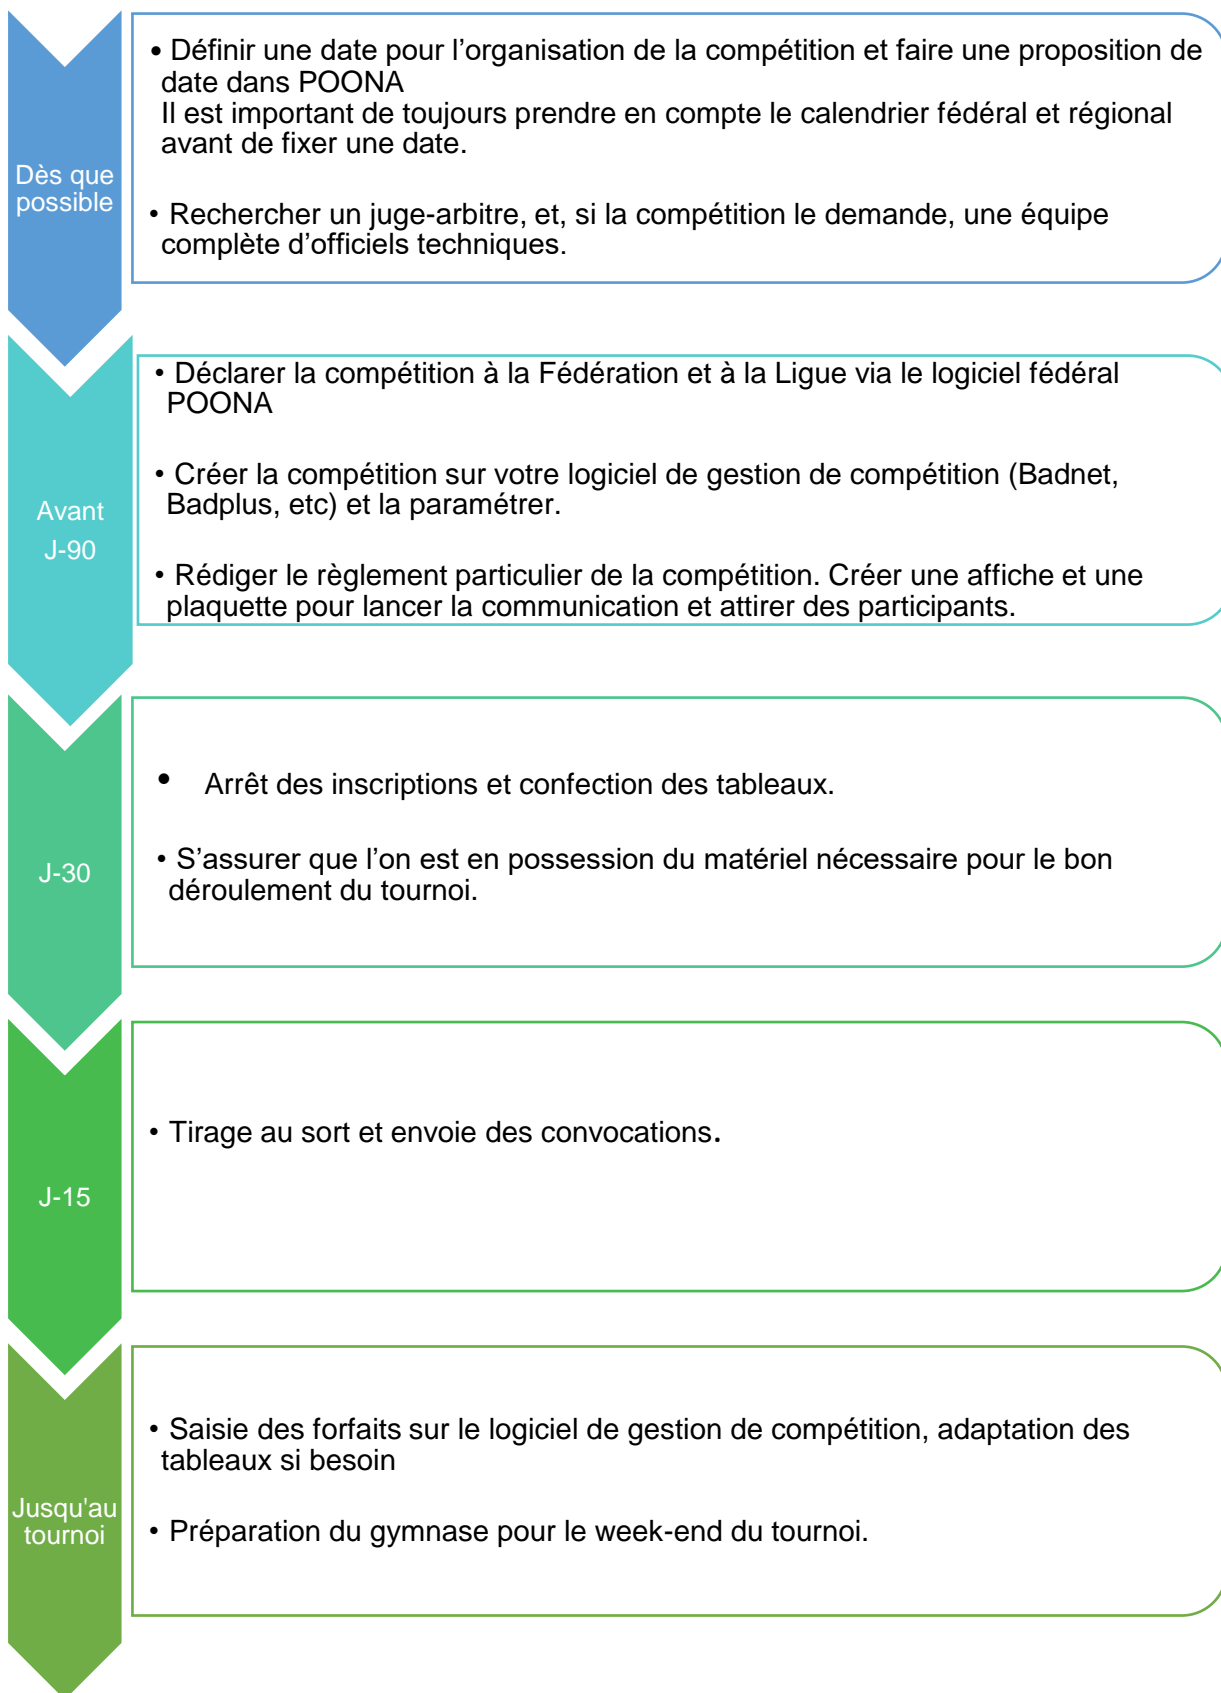 Dès que
possible
• Définir une date pour l’organisation de la compétition et faire une proposition de
date dans POONA
Il est important de toujours prendre en compte le calendrier fédéral et régional
avant de fixer une date.
• Rechercher un juge-arbitre, et, si la compétition le demande, une équipe
complète d’officiels techniques.
Avant
J-90
• Déclarer la compétition à la Fédération et à la Ligue via le logiciel fédéral
POONA
• Créer la compétition sur votre logiciel de gestion de compétition (Badnet,
Badplus, etc) et la paramétrer.
• Rédiger le règlement particulier de la compétition. Créer une affiche et une
plaquette pour lancer la communication et attirer des participants.
J-30
• Arrêt des inscriptions et confection des tableaux.
• S’assurer que l’on est en possession du matériel nécessaire pour le bon
déroulement du tournoi.
J-15
• Tirage au sort et envoie des convocations.
Jusqu'au
tournoi
• Saisie des forfaits sur le logiciel de gestion de compétition, adaptation des
tableaux si besoin
• Préparation du gymnase pour le week-end du tournoi.